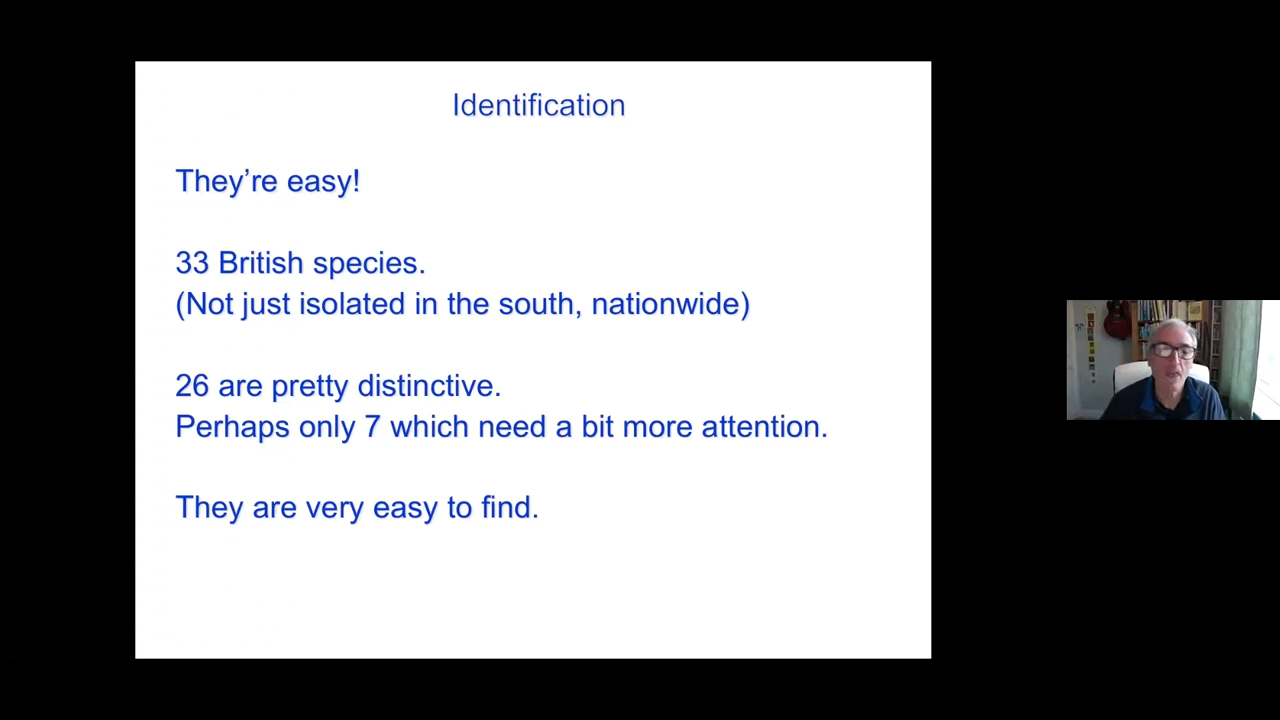 Identification
They’re easy!
33 British species.
(Not just isolated in the south, nationwide)
26 are pretty distinctive.
Perhaps only 7 which need a bit more attention.
They are very easy to find.